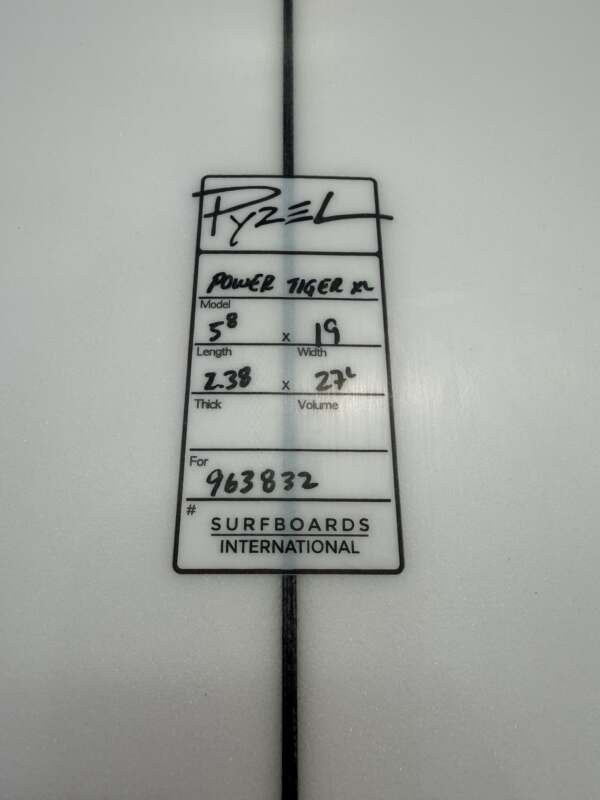 PYZEL
POWER TIGER XL
Model
5 8 x 19
Length Width
2.38 x 27L
Thick Volume
For
963832
#
SURFBOARDS
INTERNATIONAL